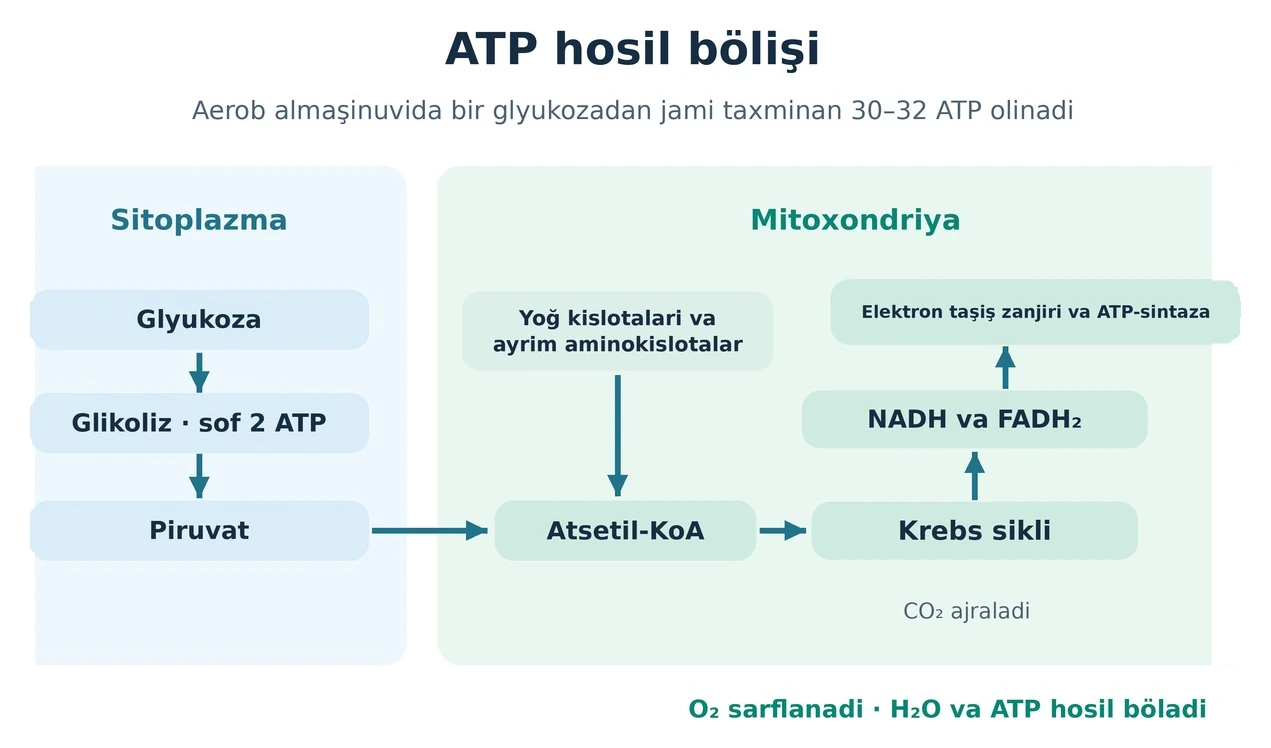 ATP hosil bölişi
Aerob almaşinuvida bir glyukozadan jami taxminan 30–32 ATP olinadi
Sitoplazma
Glyukoza
Glikoliz · sof 2 ATP
Piruvat
Mitoxondriya
Yoğ kislotalari va
ayrim aminokislotalar
Atsetil-KoA
Elektron taşiş zanjiri va ATP-sintaza
NADH va FADH₂
Krebs sikli
CO₂ ajraladi
O₂ sarflanadi · H₂O va ATP hosil böladi